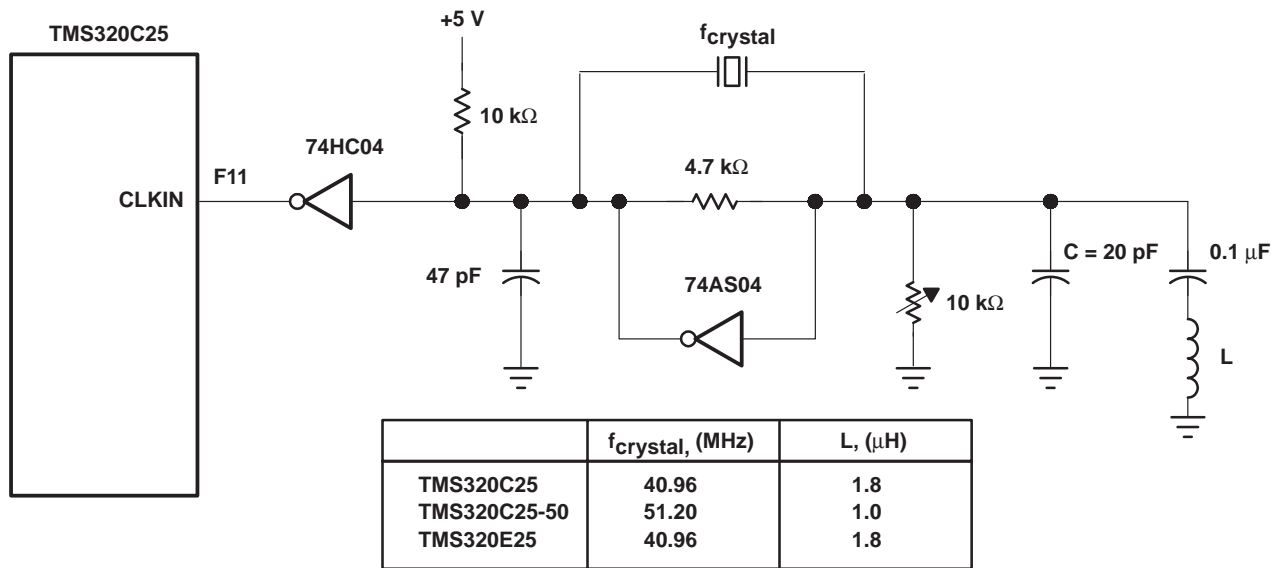 TMS320C25
+5 V
fcrystal
10 kΩ
74HC04
4.7 kΩ
F11
CLKIN
47 pF
74AS04
10 kΩ
C = 20 pF
0.1 μF
L
fcrystal, (MHz) L, (μH)
TMS320C25 40.96 1.8
TMS320C25-50 51.20 1.0
TMS320E25 40.96 1.8